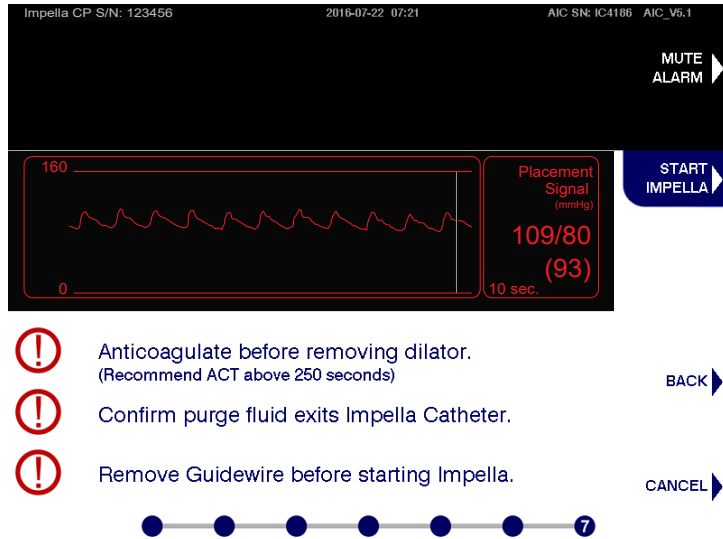 Impella CP S/N: 123456 2016-07-22 07:21 AIC SN: IC4186 AIC_V5.1
MUTE
ALARM
160
Placement
Signal
(mmHg)
109/80
(93)
0
10 sec.
START
IMPELLA
Anticoagulate before removing dilator.
(Recommend ACT above 250 seconds)
BACK
Confirm purge fluid exits Impella Catheter.
Remove Guidewire before starting Impella.
CANCEL
7